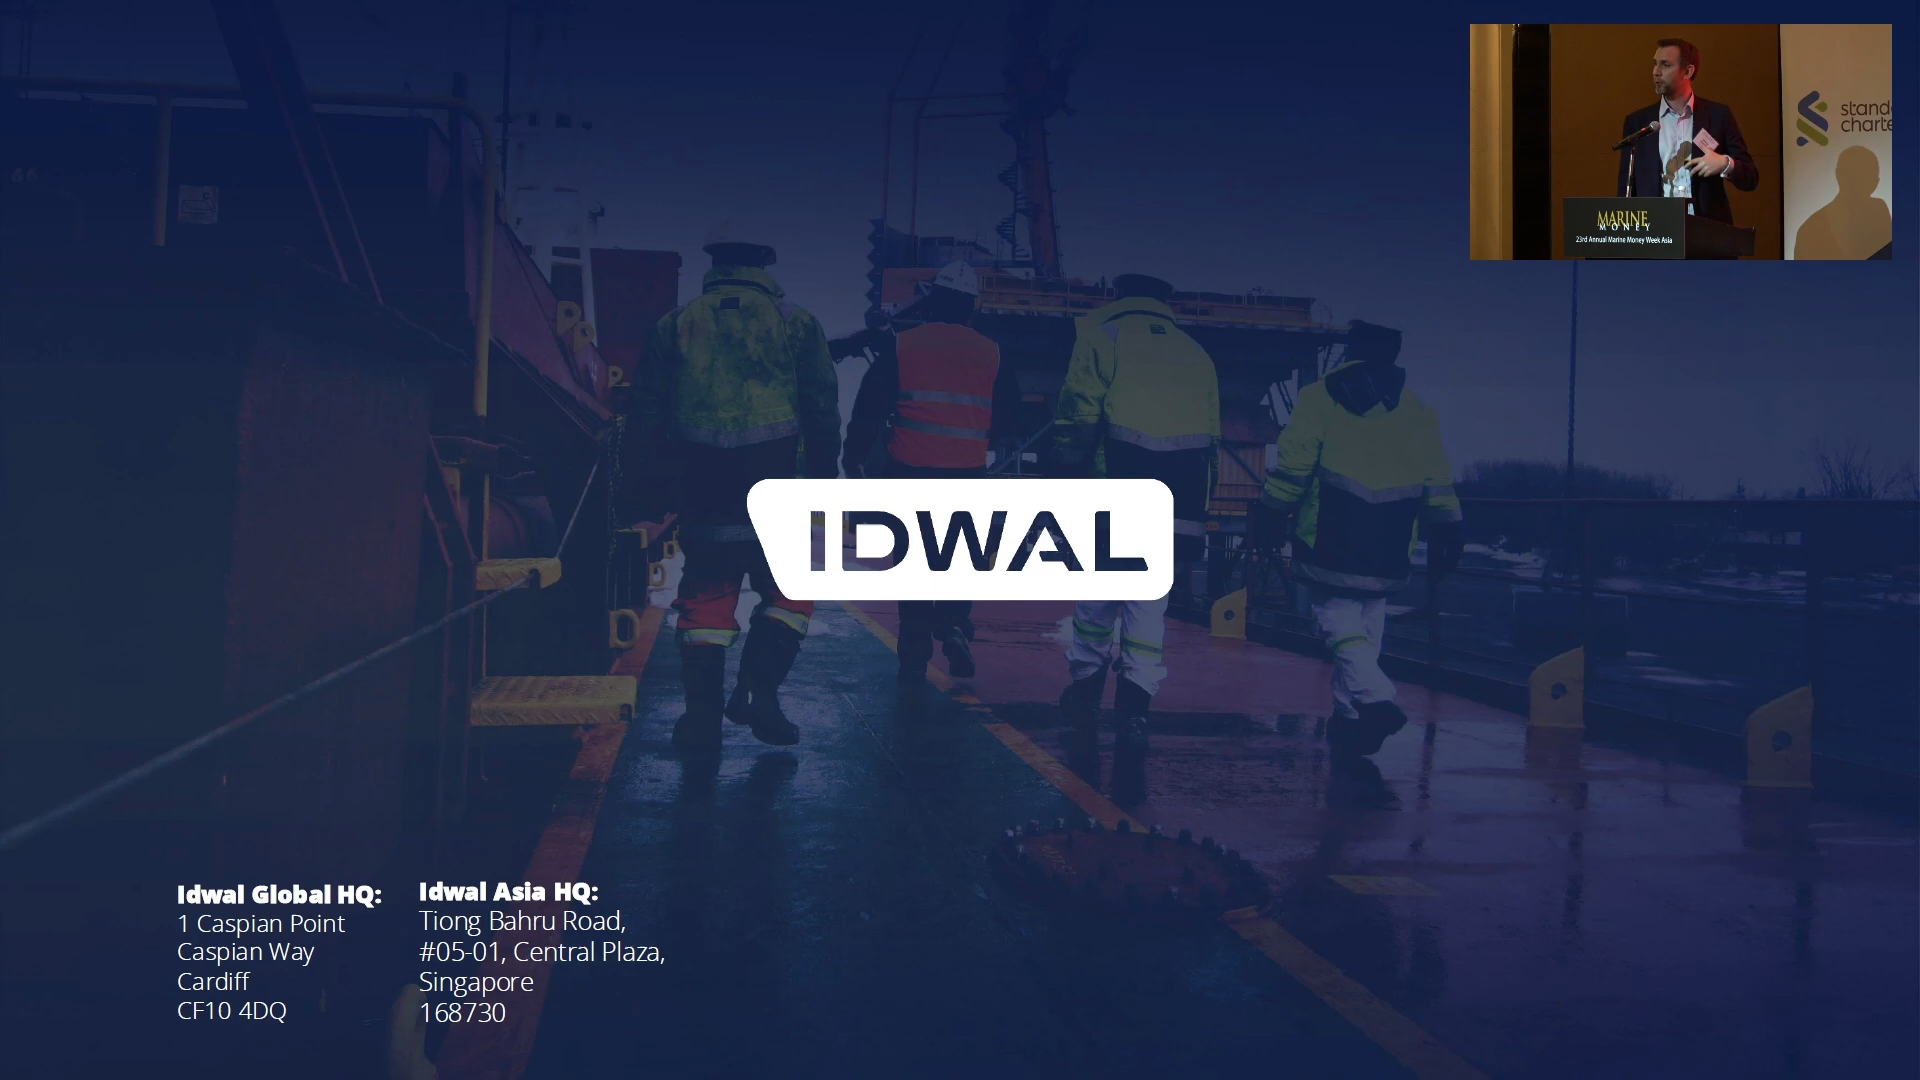 IDWAL
stand
charte
MARINE
MONEY
23rd Annual Marine Money Week Asia
Idwal Global HQ:
1 Caspian Point
Caspian Way
Cardiff
CF10 4DQ
Idwal Asia HQ:
Tiong Bahru Road,
#05-01, Central Plaza,
Singapore
168730